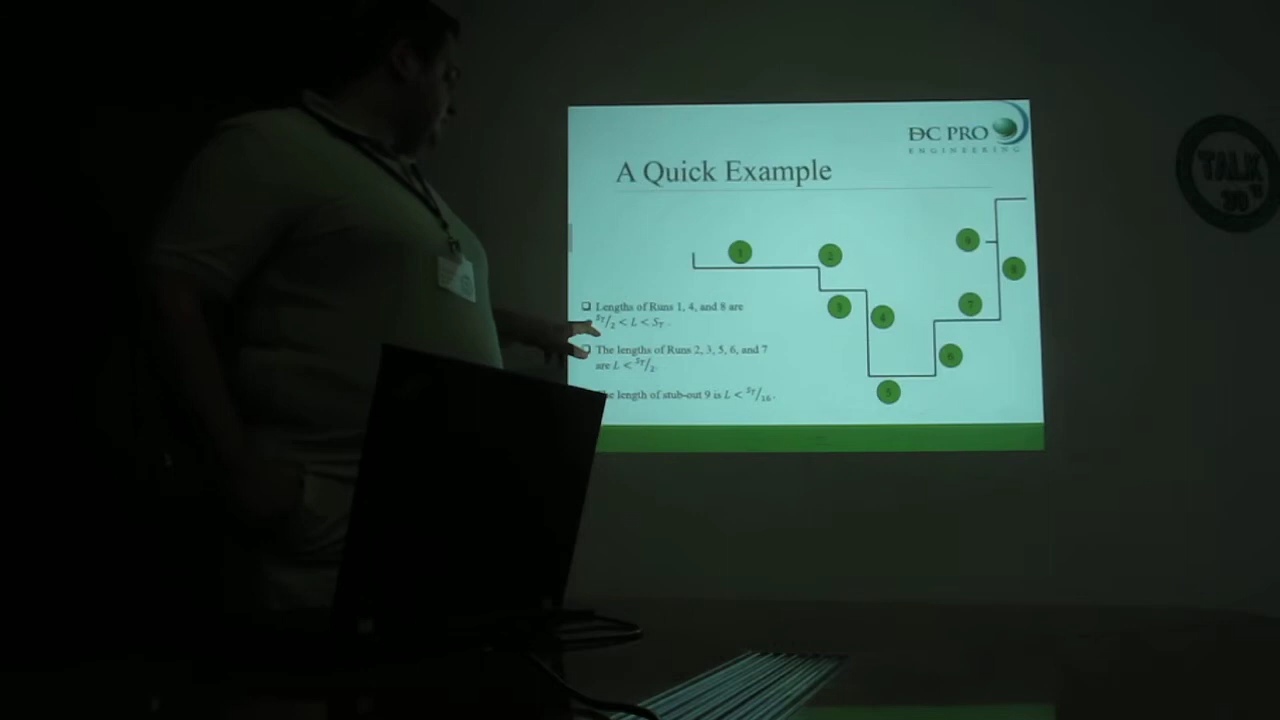 DC PRO
ENGINEERING
A Quick Example
TALK
20
1
2
9
8
Lengths of Runs 1, 4, and 8 are
3
4
7
ST/2 < L < ST .
The lengths of Runs 2, 3, 5, 6, and 7
6
are L < ST/2.
5
length of stub-out 9 is L < ST/16.